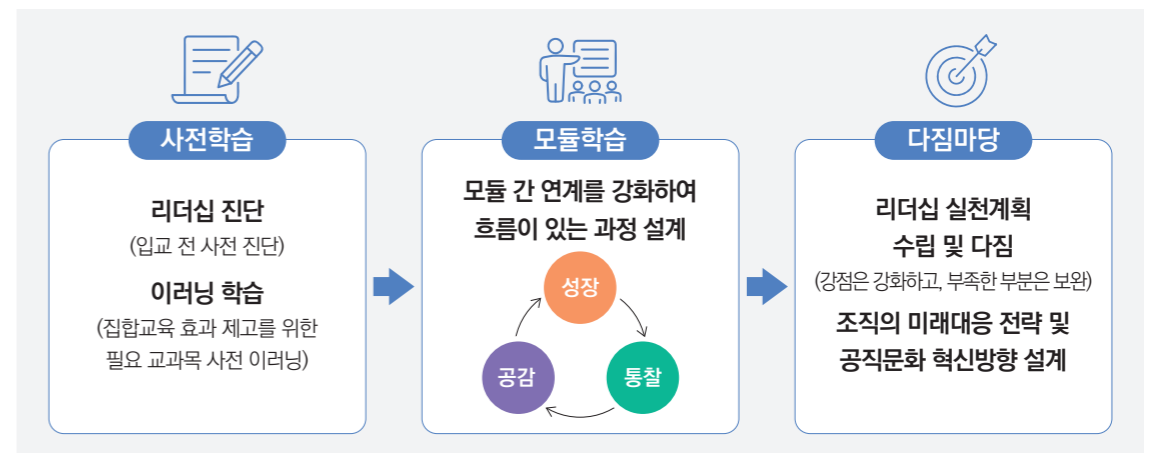 사전학습
리더십 진단
(입교 전 사전 진단)
이러닝 학습
(집합교육 효과 제고를 위한
필요 교과목 사전 이러닝)
모듈학습
모듈 간 연계를 강화하여
흐름이 있는 과정 설계
성장
공감
통찰
다짐마당
리더십 실천계획
수립 및 다짐
(강점은 강화하고, 부족한 부분은 보완)
조직의 미래대응 전략 및
공직문화 혁신방향 설계